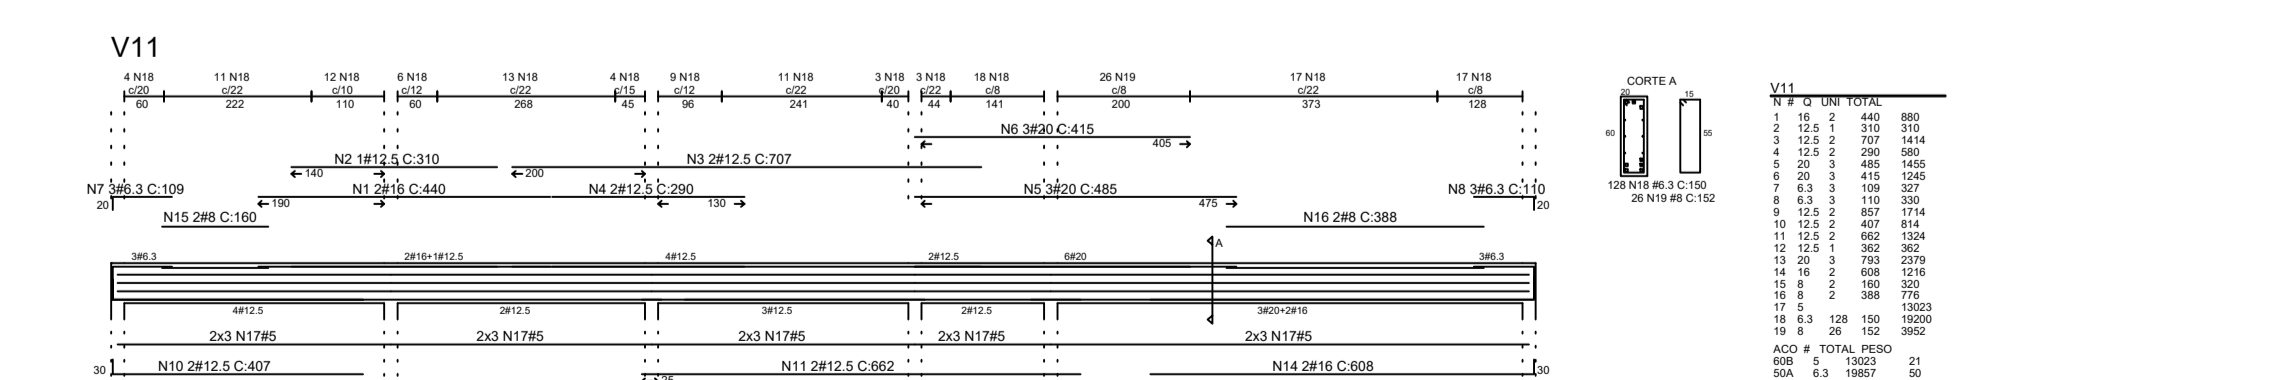 V11
4 N18 11 N18 12 N18 6 N18 13 N18 4 N18 9 N18 11 N18 3 N18 3 N18 18 N18 26 N19 17 N18 17 N18
c/20 c/22 c/10 c/12 c/22 c/15 c/12 c/22 c/20 c/22 c/8 c/8 c/22 c/8
60 222 110 60 268 45 96 241 40 44 141 200 373 128
N6 3#20 C:415
405
N2 1#12.5 C:310 N3 2#12.5 C:707
140 200
N7 3#6.3 C:109 N1 2#16 C:440 N4 2#12.5 C:290 N5 3#20 C:485 N8 3#6.3 C:110
20 190 130 475 20
N15 2#8 C:160 N16 2#8 C:388
A
3#6.3 2#16+1#12.5 4#12.5 2#12.5 6#20 3#6.3
4#12.5 2#12.5 3#12.5 2#12.5 3#20+2#16
2x3 N17#5 2x3 N17#5 2x3 N17#5 2x3 N17#5 2x3 N17#5
30 N10 2#12.5 C:407 N11 2#12.5 C:662 N14 2#16 C:608 30
CORTE A
20 15
60 55
128 N18 #6.3 C:150
26 N19 #8 C:152
V11
N # Q UNI TOTAL
1 16 2 440 880
2 12.5 1 310 310
3 12.5 2 707 1414
4 12.5 2 290 580
5 20 3 485 1455
6 20 3 415 1245
7 6.3 3 109 327
8 6.3 3 110 330
9 12.5 2 857 1714
10 12.5 2 407 814
11 12.5 2 662 1324
12 12.5 1 362 362
13 20 3 793 2379
14 16 2 608 1216
15 8 2 160 320
16 8 2 388 776
17 5 13023
18 6.3 128 150 19200
19 8 26 152 3952
ACO # TOTAL PESO
60B 5 13023 21
50A 6.3 19857 50